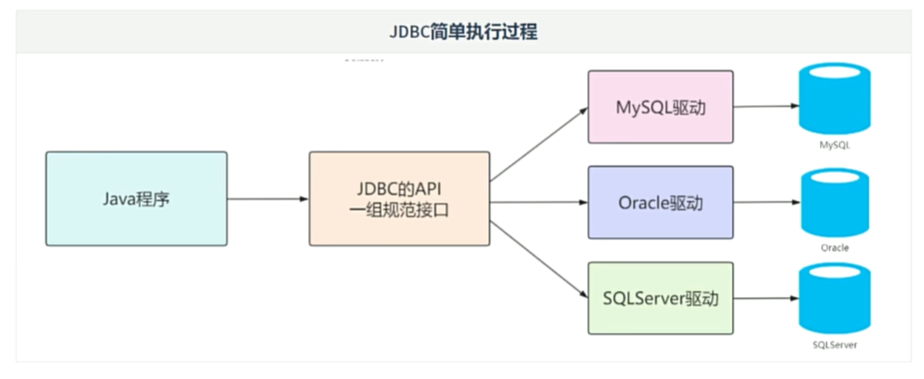 JDBC简单执行过程
Java程序
JDBC的API
一组规范接口
MySQL驱动
MySQL
Oracle驱动
Oracle
SQLServer驱动
SQLServer